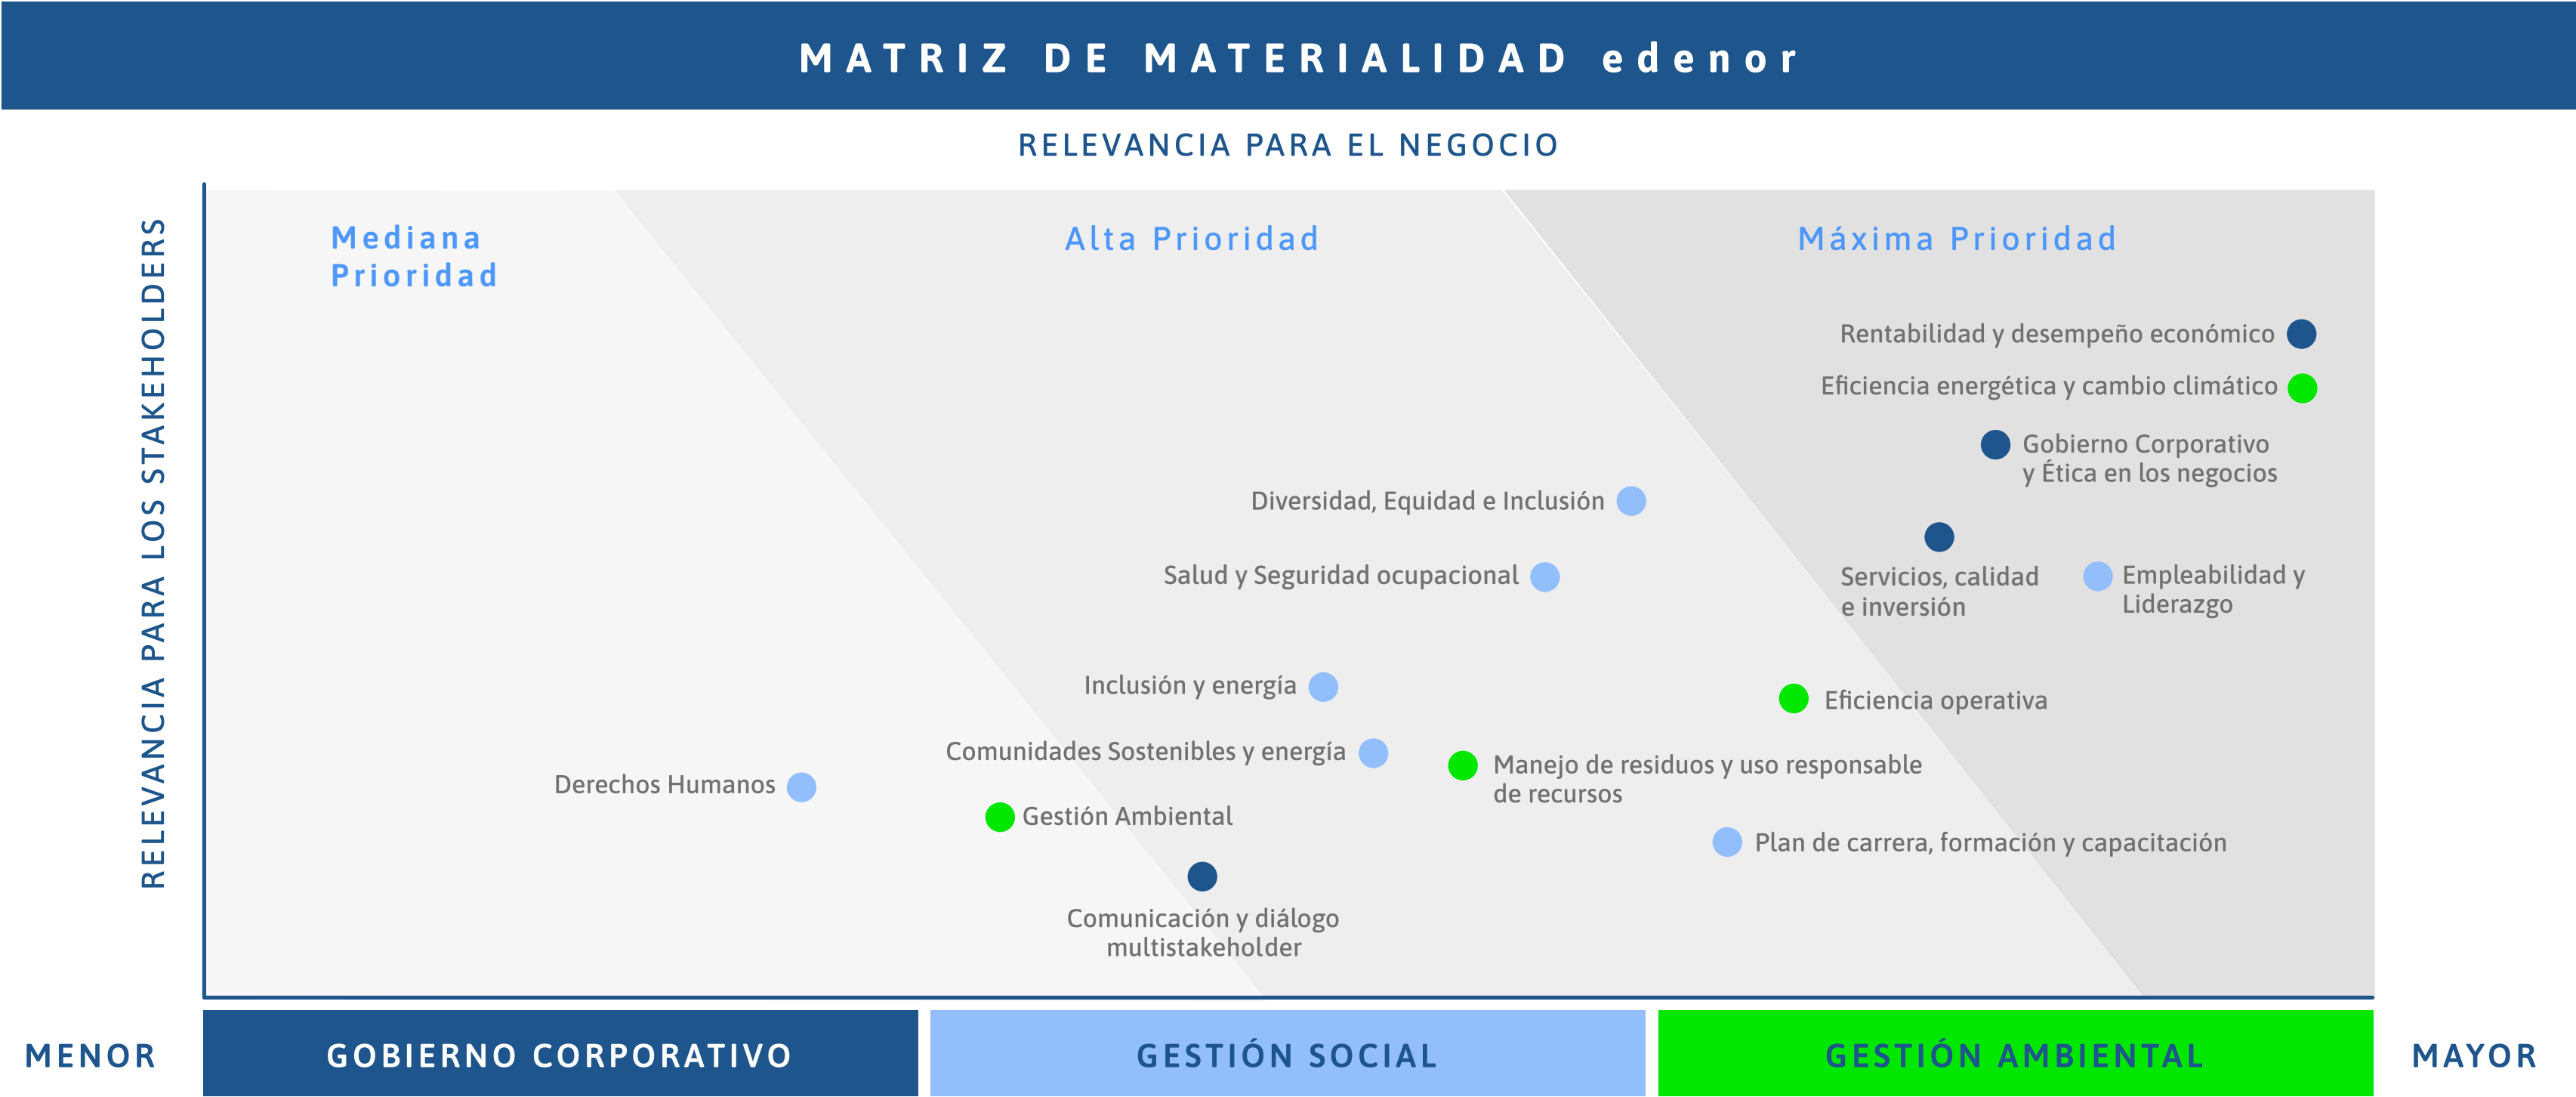 MATRIZ DE MATERIALIDAD edenor
RELEVANCIA PARA EL NEGOCIO
RELEVANCIA PARA LOS STAKEHOLDERS
Mediana
Prioridad
Alta Prioridad
Máxima Prioridad
Rentabilidad y desempeño económico
Eficiencia energética y cambio climático
Gobierno Corporativo
y Ética en los negocios
Diversidad, Equidad e Inclusión
Salud y Seguridad ocupacional
Servicios, calidad
e inversión
Empleabilidad y
Liderazgo
Inclusión y energía
Eficiencia operativa
Comunidades Sostenibles y energía
Manejo de residuos y uso responsable
de recursos
Derechos Humanos
Gestión Ambiental
Plan de carrera, formación y capacitación
Comunicación y diálogo
multistakeholder
MENOR
GOBIERNO CORPORATIVO
GESTIÓN SOCIAL
GESTIÓN AMBIENTAL
MAYOR